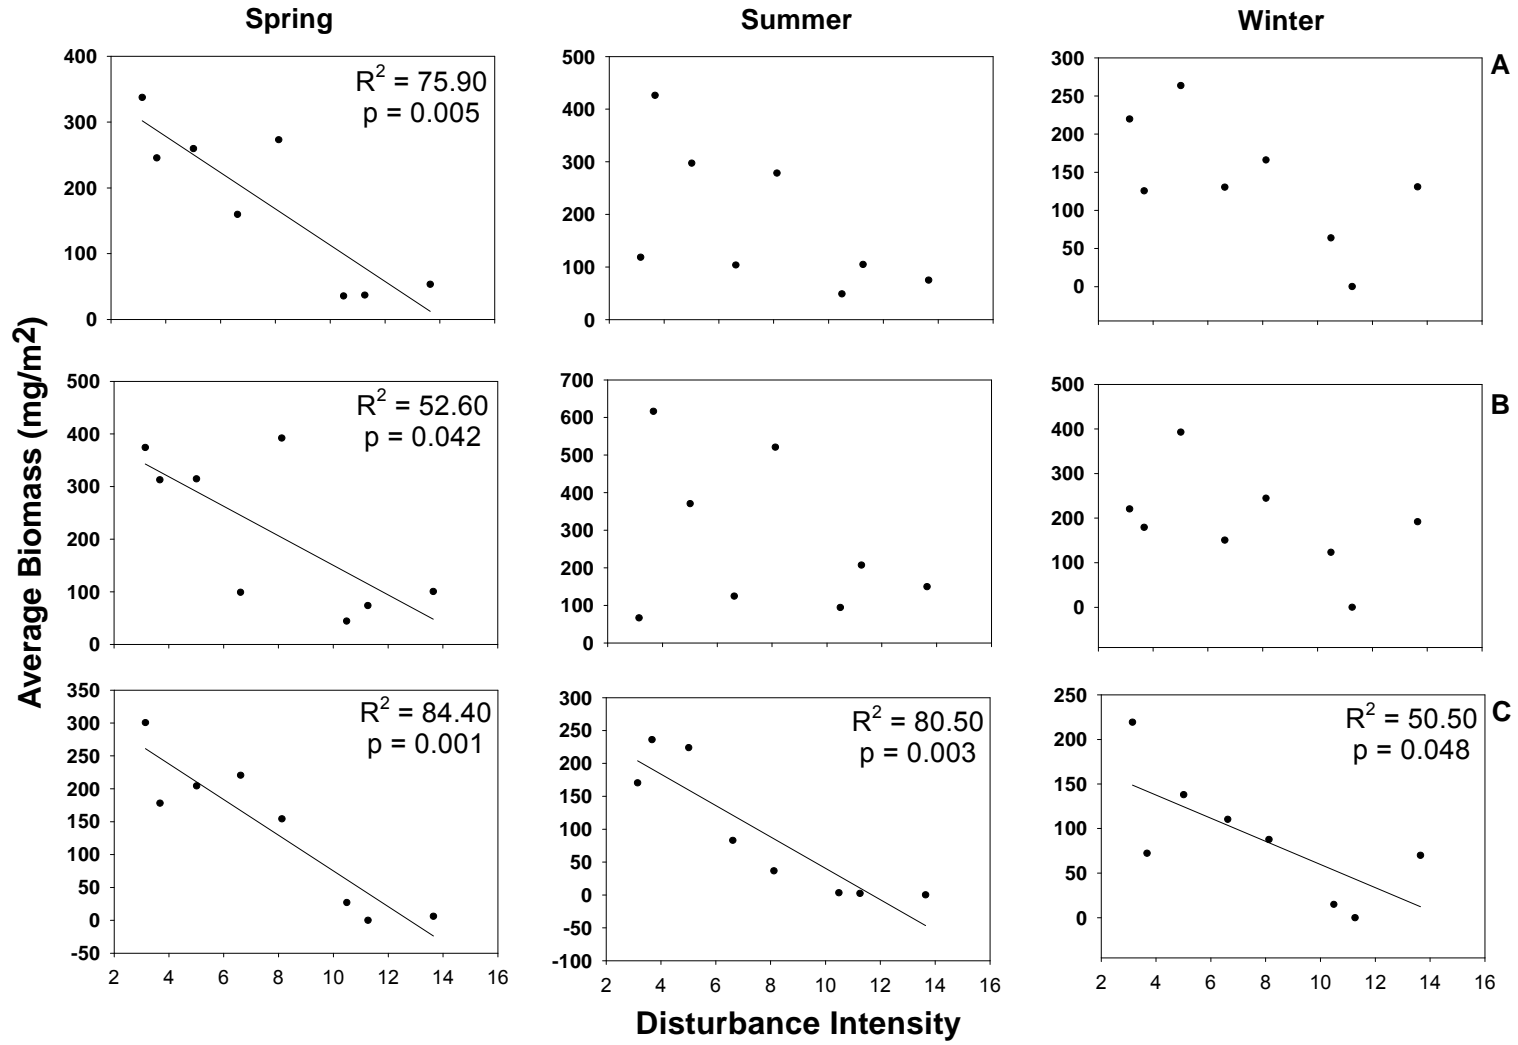 Spring
Summer
Winter
Average Biomass (mg/m2)
400
300
200
100
0
R2 = 75.90
p = 0.005
500
400
300
200
100
0
300
250
200
150
100
50
0
A
500
400
300
200
100
0
R2 = 52.60
p = 0.042
700
600
500
400
300
200
100
0
500
400
300
200
100
0
B
350
300
250
200
150
100
50
0
-50
R2 = 84.40
p = 0.001
2 4 6 8 10 12 14 16
300
250
200
150
100
50
0
-50
-100
R2 = 80.50
p = 0.003
2 4 6 8 10 12 14 16
250
200
150
100
50
0
R2 = 50.50
p = 0.048
2 4 6 8 10 12 14 16
C
Disturbance Intensity